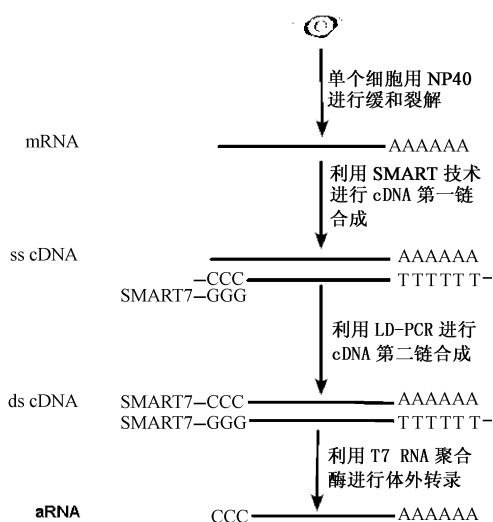 单个细胞用 NP40
进行缓和裂解
mRNA
AAAAAA
利用 SMART 技术
进行 cDNA 第一链
合成
ss cDNA
AAAAAA
–CCC
TTTTTT–
SMART7–GGG
利用 LD-PCR 进行
cDNA 第二链合成
ds cDNA
SMART7–CCC
AAAAAA
SMART7–GGG
TTTTTT–
利用 T7 RNA 聚合
酶进行体外转录
aRNA
CCC
AAAAAA